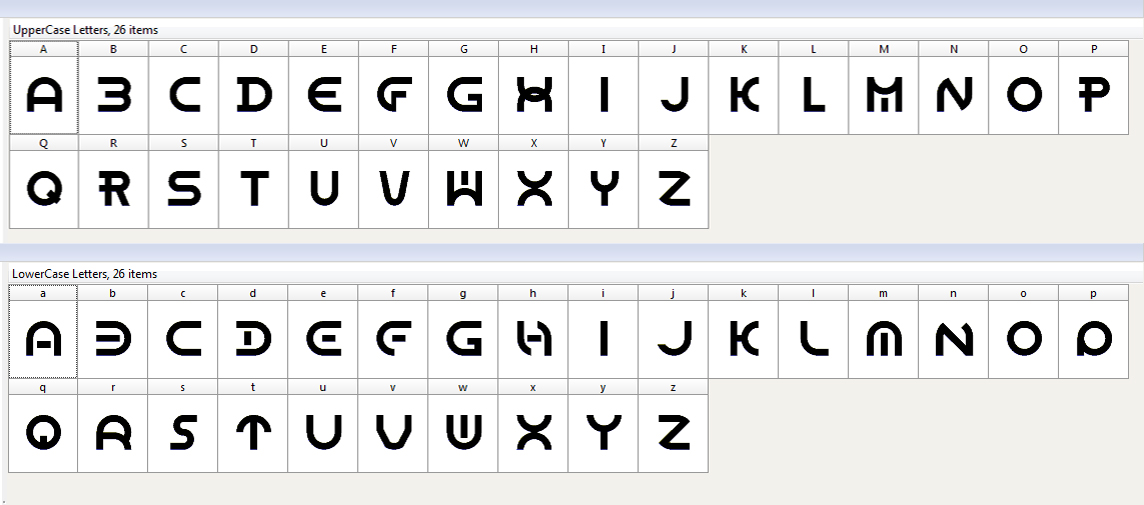 UpperCase Letters, 26 items
A B C D E F G H I J K L M N O P
A B C D E F G H I J K L M N O P
Q R S T U V W X Y Z
Q R S T U V W X Y Z
LowerCase Letters, 26 items
a b c d e f g h i j k l m n o p
A B C D E F G H I J K L M N O P
q r s t u v w x y z
Q R S T U V W X Y Z